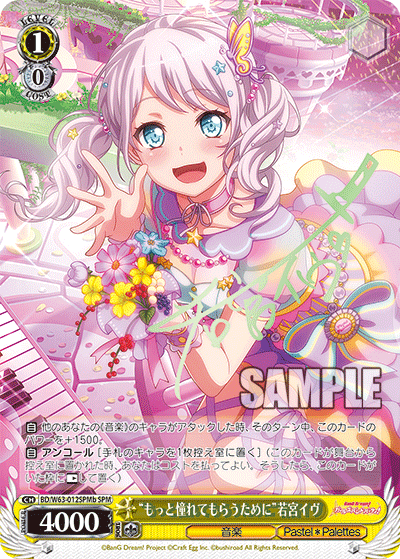 LEVEL
1
0
COST
SAMPLE
自 他のあなたの《音楽》のキャラがアタックした時、そのターン中、このカードのパワーを＋1500。
自 アンコール ［手札のキャラを1枚控え室に置く］ （このカードが舞台から控え室に置かれた時、あなたはコストを払ってよい。そうしたら、このカードがいた枠に［レスト］して置く）
CH BD/W63-012SPMb SPM
4000
"もっと憧れてもらうために"若宮イヴ
音楽
Pastel＊Palettes
©BanG Dream! Project ©Craft Egg Inc. ©bushiroad All Rights Reserved.